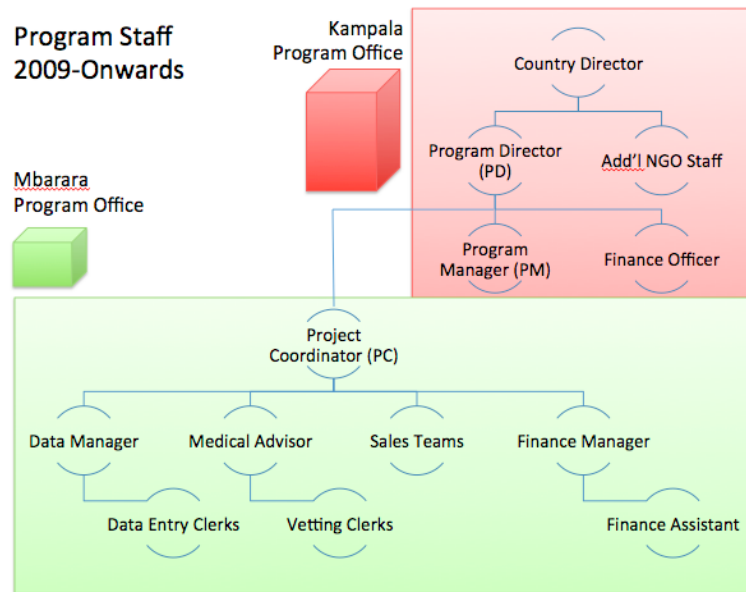 Program Staff
2009-Onwards
Kampala
Program Office
Country Director
Program Director
(PD)
Add'l NGO Staff
Mbarara
Program Office
Program
Manager (PM)
Finance Officer
Project
Coordinator (PC)
Data Manager
Medical Advisor
Sales Teams
Finance Manager
Data Entry Clerks
Vetting Clerks
Finance Assistant